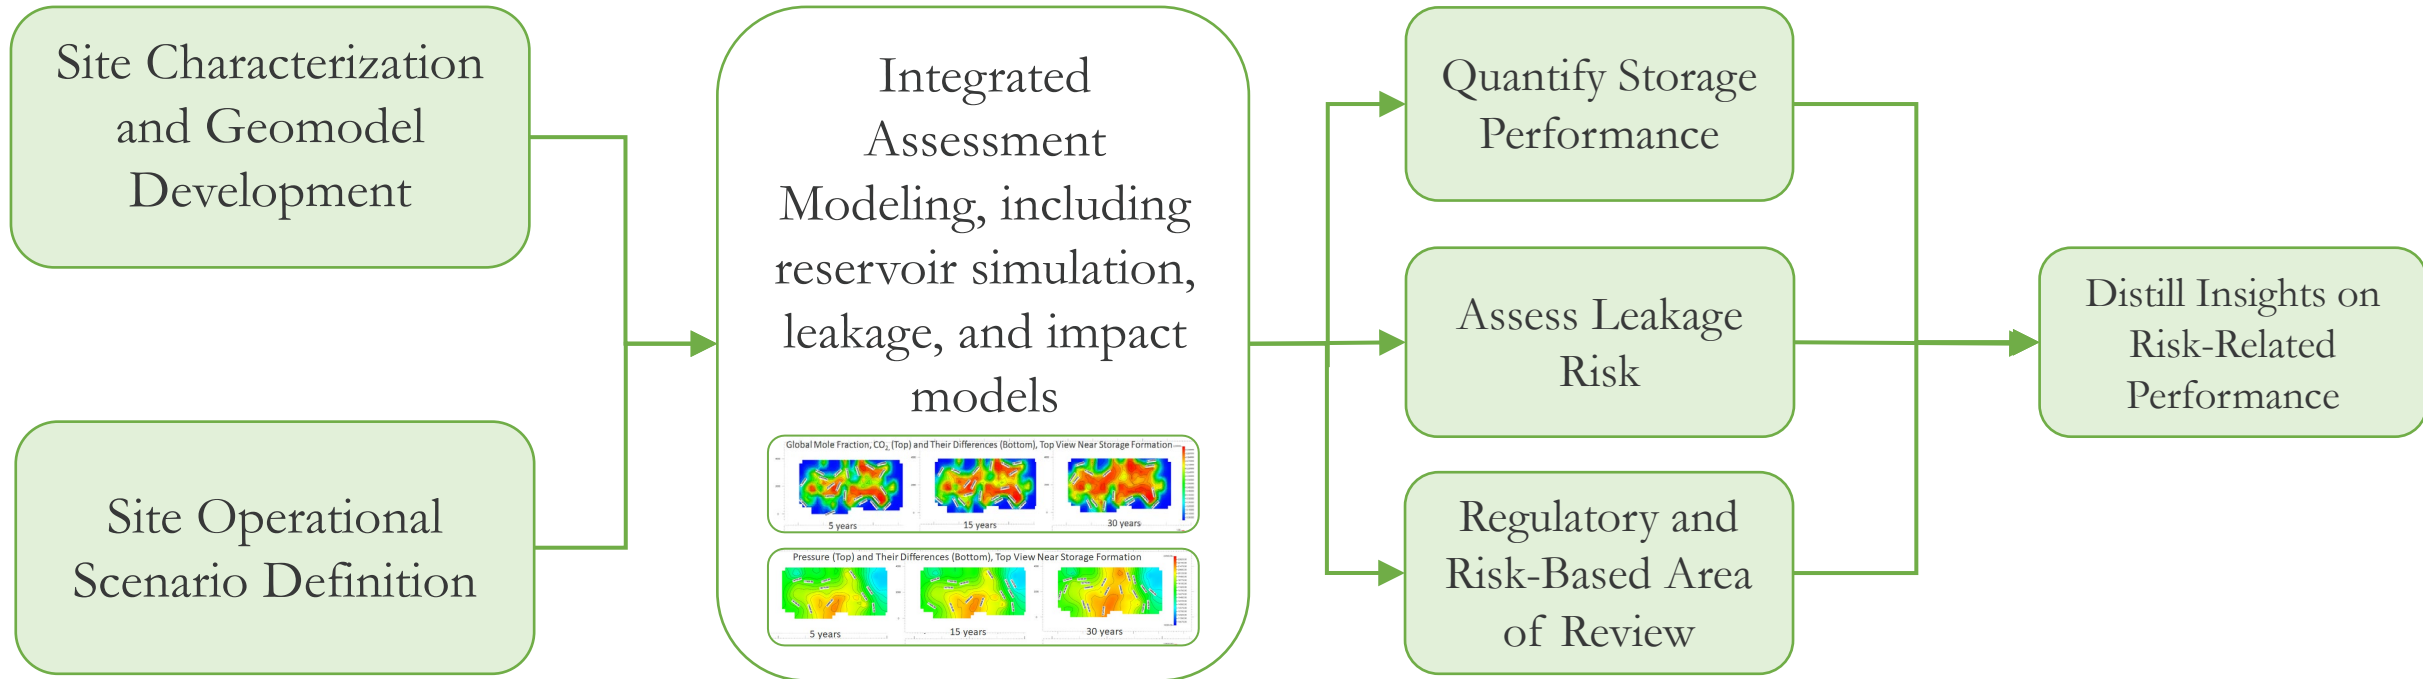 Site Characterization
and Geomodel
Development
Site Operational
Scenario Definition
Integrated
Assessment
Modeling, including
reservoir simulation,
leakage, and impact
models
Global Mole Fraction, CO₂, (Top) and Their Differences (Bottom), Top View Near Storage Formation
5 years
15 years
30 years
Pressure (Top) and Their Differences (Bottom), Top View Near Storage Formation
5 years
15 years
30 years
Quantify Storage
Performance
Assess Leakage
Risk
Regulatory and
Risk-Based Area
of Review
Distill Insights on
Risk-Related
Performance